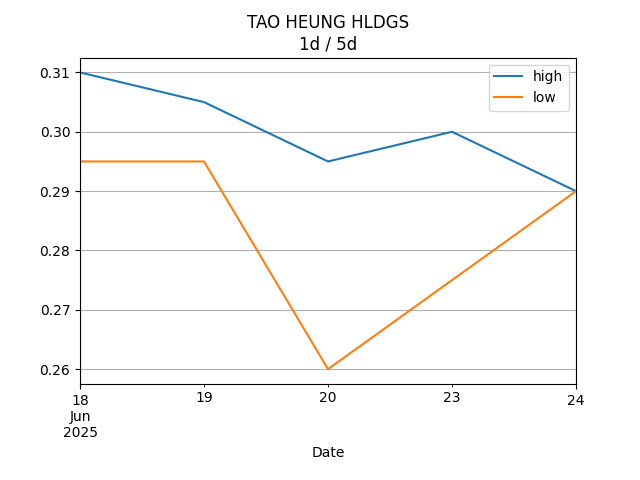 TAO HEUNG HLDGS
1d / 5d
high
low
0.31
0.30
0.29
0.28
0.27
0.26
18 19 20 23 24
Jun
2025
Date